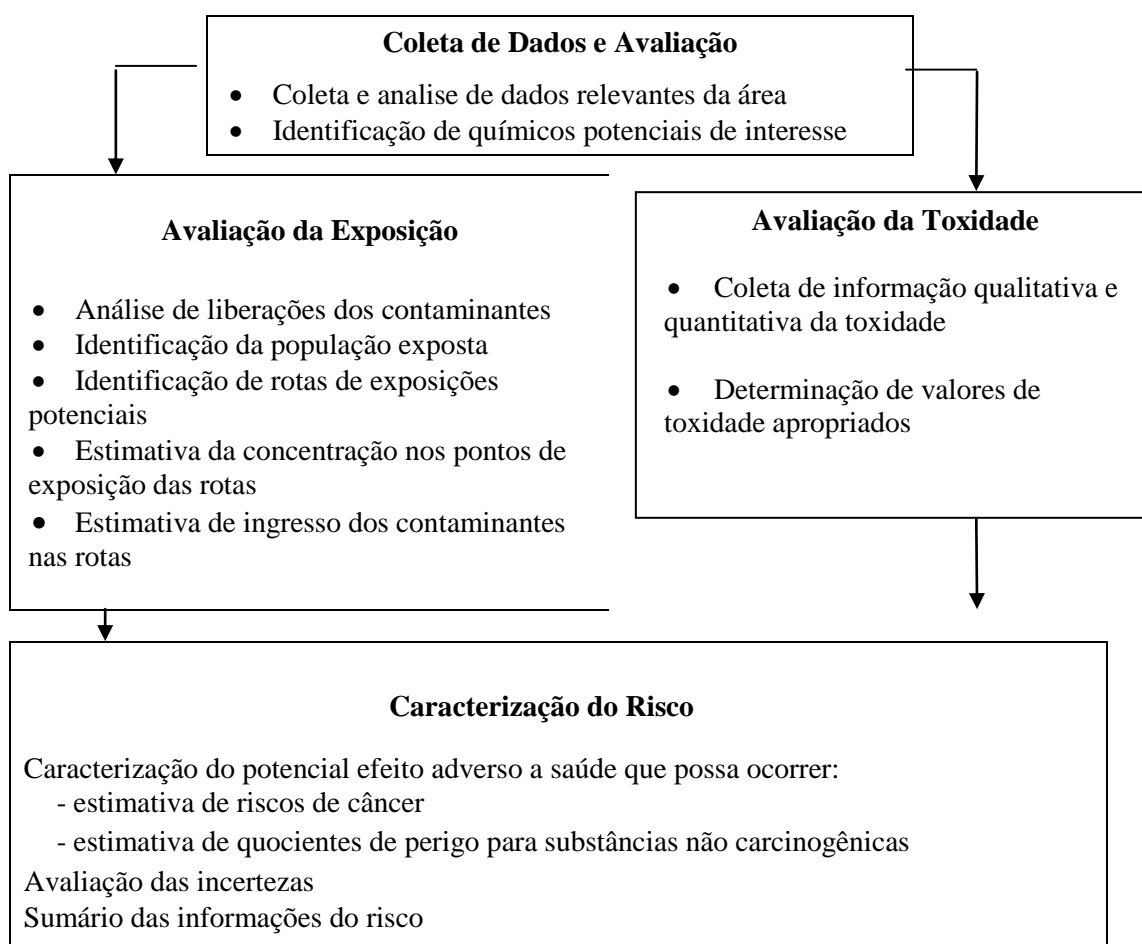 Coleta de Dados e Avaliação
• Coleta e analise de dados relevantes da área
• Identificação de químicos potenciais de interesse
Avaliação da Exposição
• Análise de liberações dos contaminantes
• Identificação da população exposta
• Identificação de rotas de exposições
potenciais
• Estimativa da concentração nos pontos de
exposição das rotas
• Estimativa de ingresso dos contaminantes
nas rotas
Avaliação da Toxidade
• Coleta de informação qualitativa e
quantitativa da toxidade
• Determinação de valores de
toxidade apropriados
Caracterização do Risco
Caracterização do potencial efeito adverso a saúde que possa ocorrer:
- estimativa de riscos de câncer
- estimativa de quocientes de perigo para substâncias não carcinogênicas
Avaliação das incertezas
Sumário das informações do risco